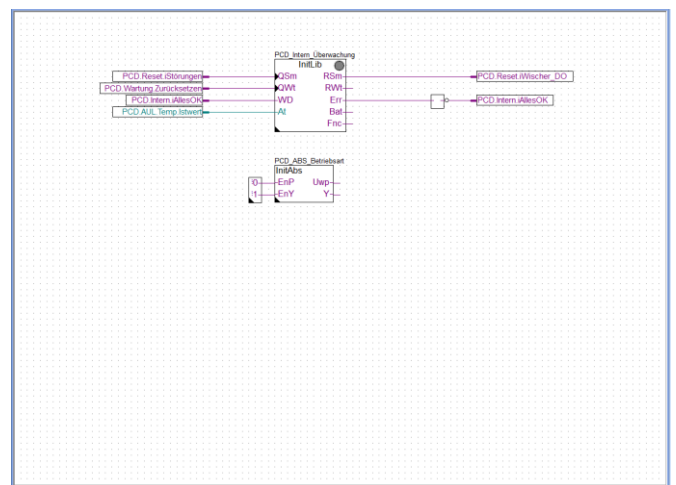 PCD_Intern_Überwachung
InitLib
PCD.Reset.iStörungen QSm RSm PCD.Reset.iWischer_DO
PCD.Wartung.Zurücksetzen QWt RWt
PCD.Intern.iAllesOK WD Err PCD.Intern.iAllesOK
PCD.AUL.Temp.Istwert At Bat
Fnc
PCD_ABS_Betriebsart
InitAbs
!0 EnP Uwp
!1 EnY Y